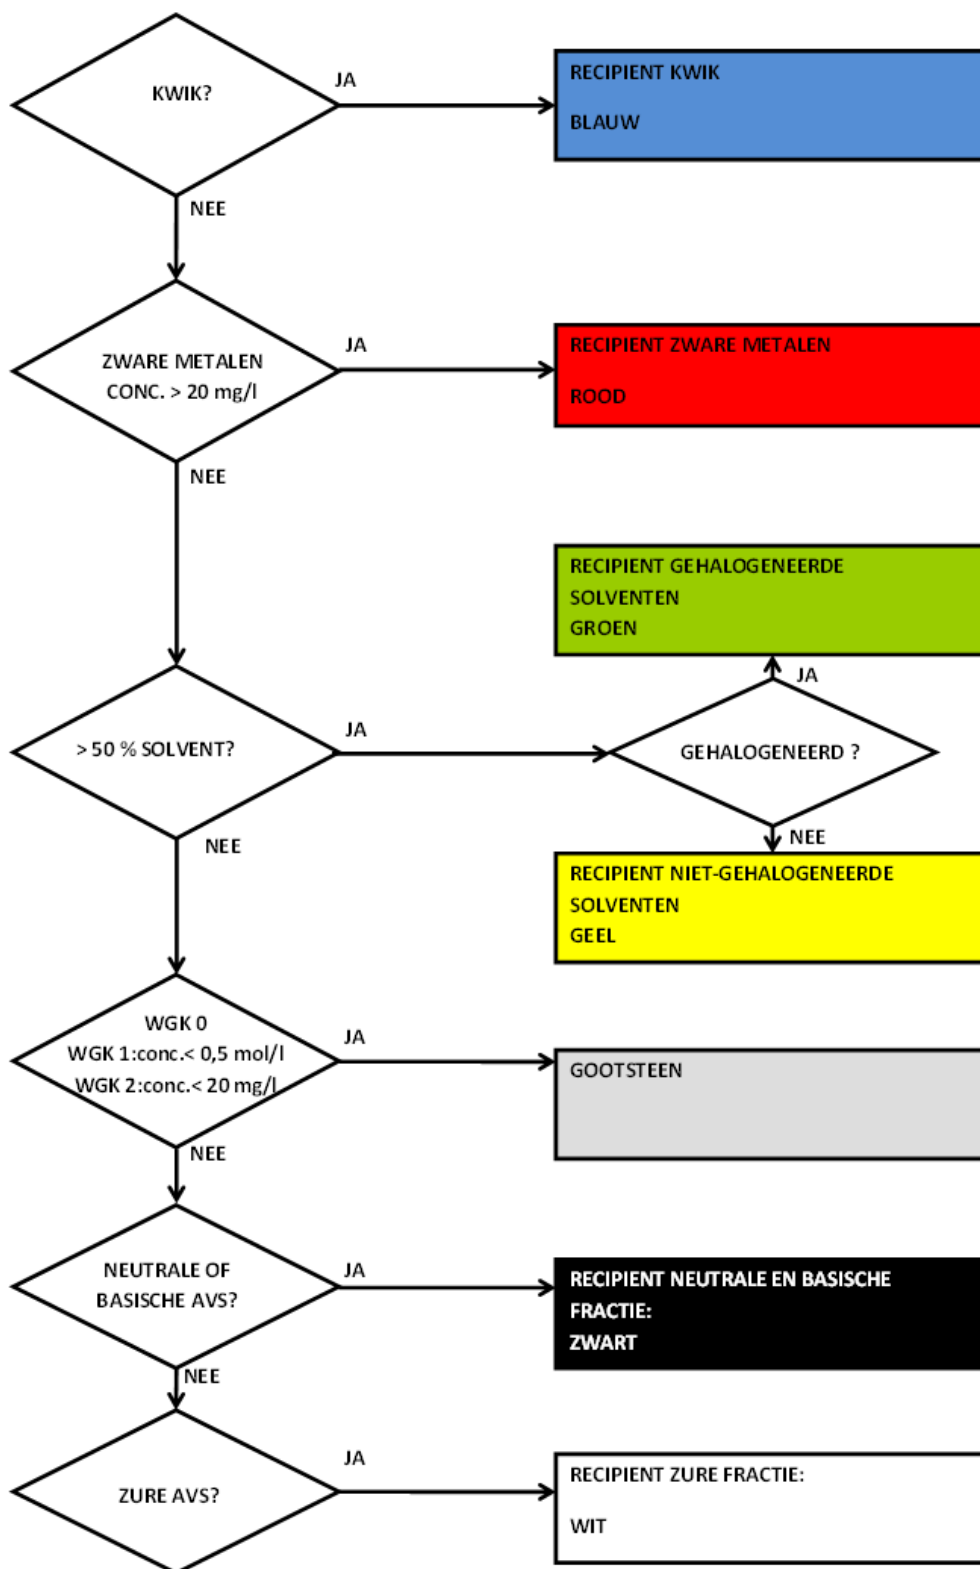 KWIK?
JA
RECIPIENT KWIK
BLAUW
NEE
ZWARE METALEN
CONC. > 20 mg/l
JA
RECIPIENT ZWARE METALEN
ROOD
NEE
RECIPIENT GEHALOGENEERDE
SOLVENTEN
GROEN
JA
> 50 % SOLVENT?
JA
GEHALOGENEERD ?
NEE
NEE
RECIPIENT NIET-GEHALOGENEERDE
SOLVENTEN
GEEL
WGK 0
WGK 1:conc.< 0,5 mol/l
WGK 2:conc.< 20 mg/l
JA
GOOTSTEEN
NEE
NEUTRALE OF
BASISCHE AVS?
JA
RECIPIENT NEUTRALE EN BASISCHE
FRACTIE:
ZWART
NEE
ZURE AVS?
JA
RECIPIENT ZURE FRACTIE:
WIT